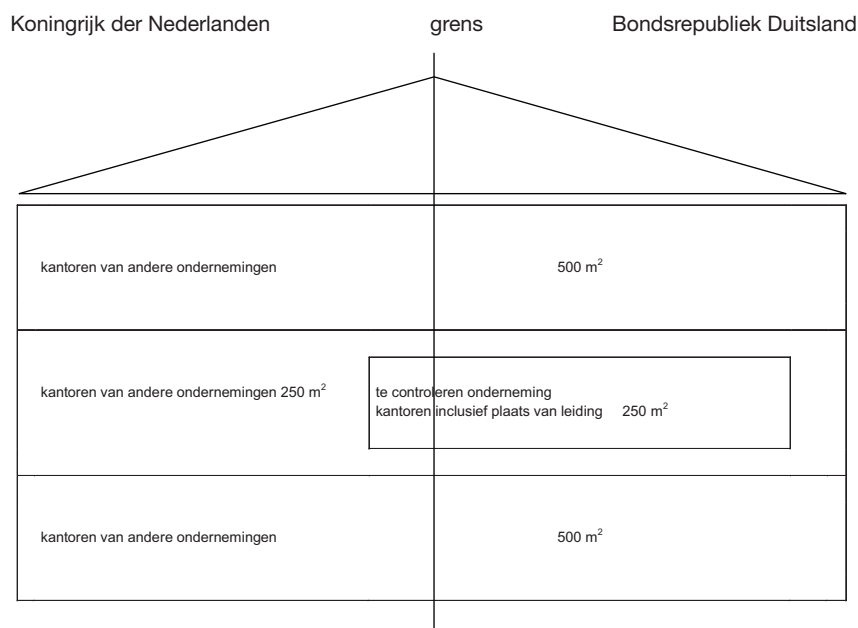 Koningrijk der Nederlanden grens Bondsrepubliek Duitsland
kantoren van andere ondernemingen 500 m²
kantoren van andere ondernemingen 250 m² te controleren onderneming
kantoren inclusief plaats van leiding 250 m²
kantoren van andere ondernemingen 500 m²